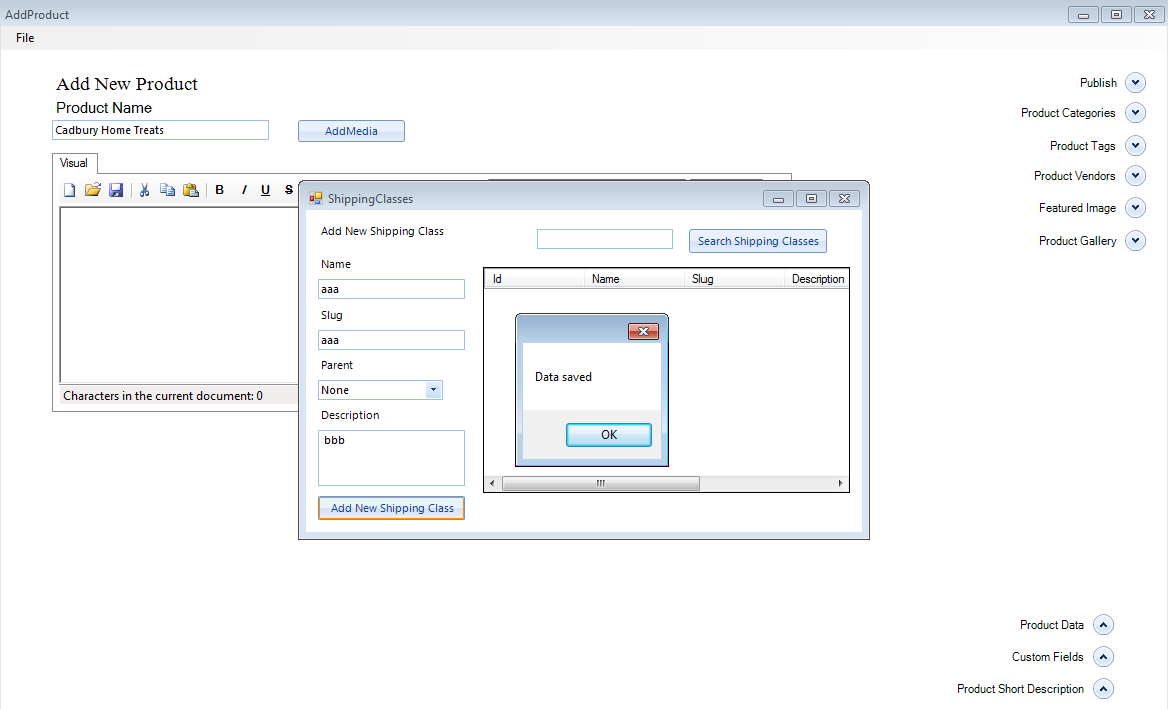 AddProduct
File
Add New Product
Product Name
Cadbury Home Treats
AddMedia
Visual
B I U S
Characters in the current document: 0
Publish
Product Categories
Product Tags
Product Vendors
Featured Image
Product Gallery
ShippingClasses
Add New Shipping Class
Search Shipping Classes
Name
aaa
Slug
aaa
Parent
None
Description
bbb
Add New Shipping Class
Id Name Slug Description
Data saved
OK
Product Data
Custom Fields
Product Short Description